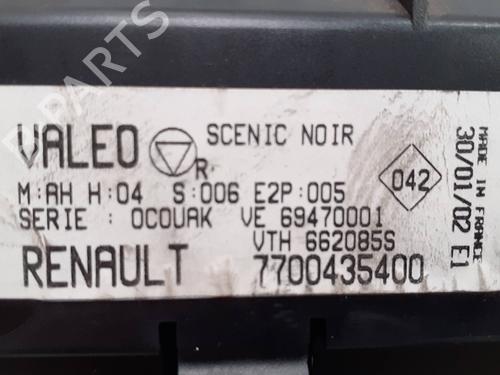 B-PARTS
VALEO R. SCENIC NOIR
M:AH H:04 S:006 E2P:005
042
SERIE : OCOUAK VE 69470001
VTH 662085S
RENAULT 7700435400
MADE IN FRANCE
30/01/02 E1